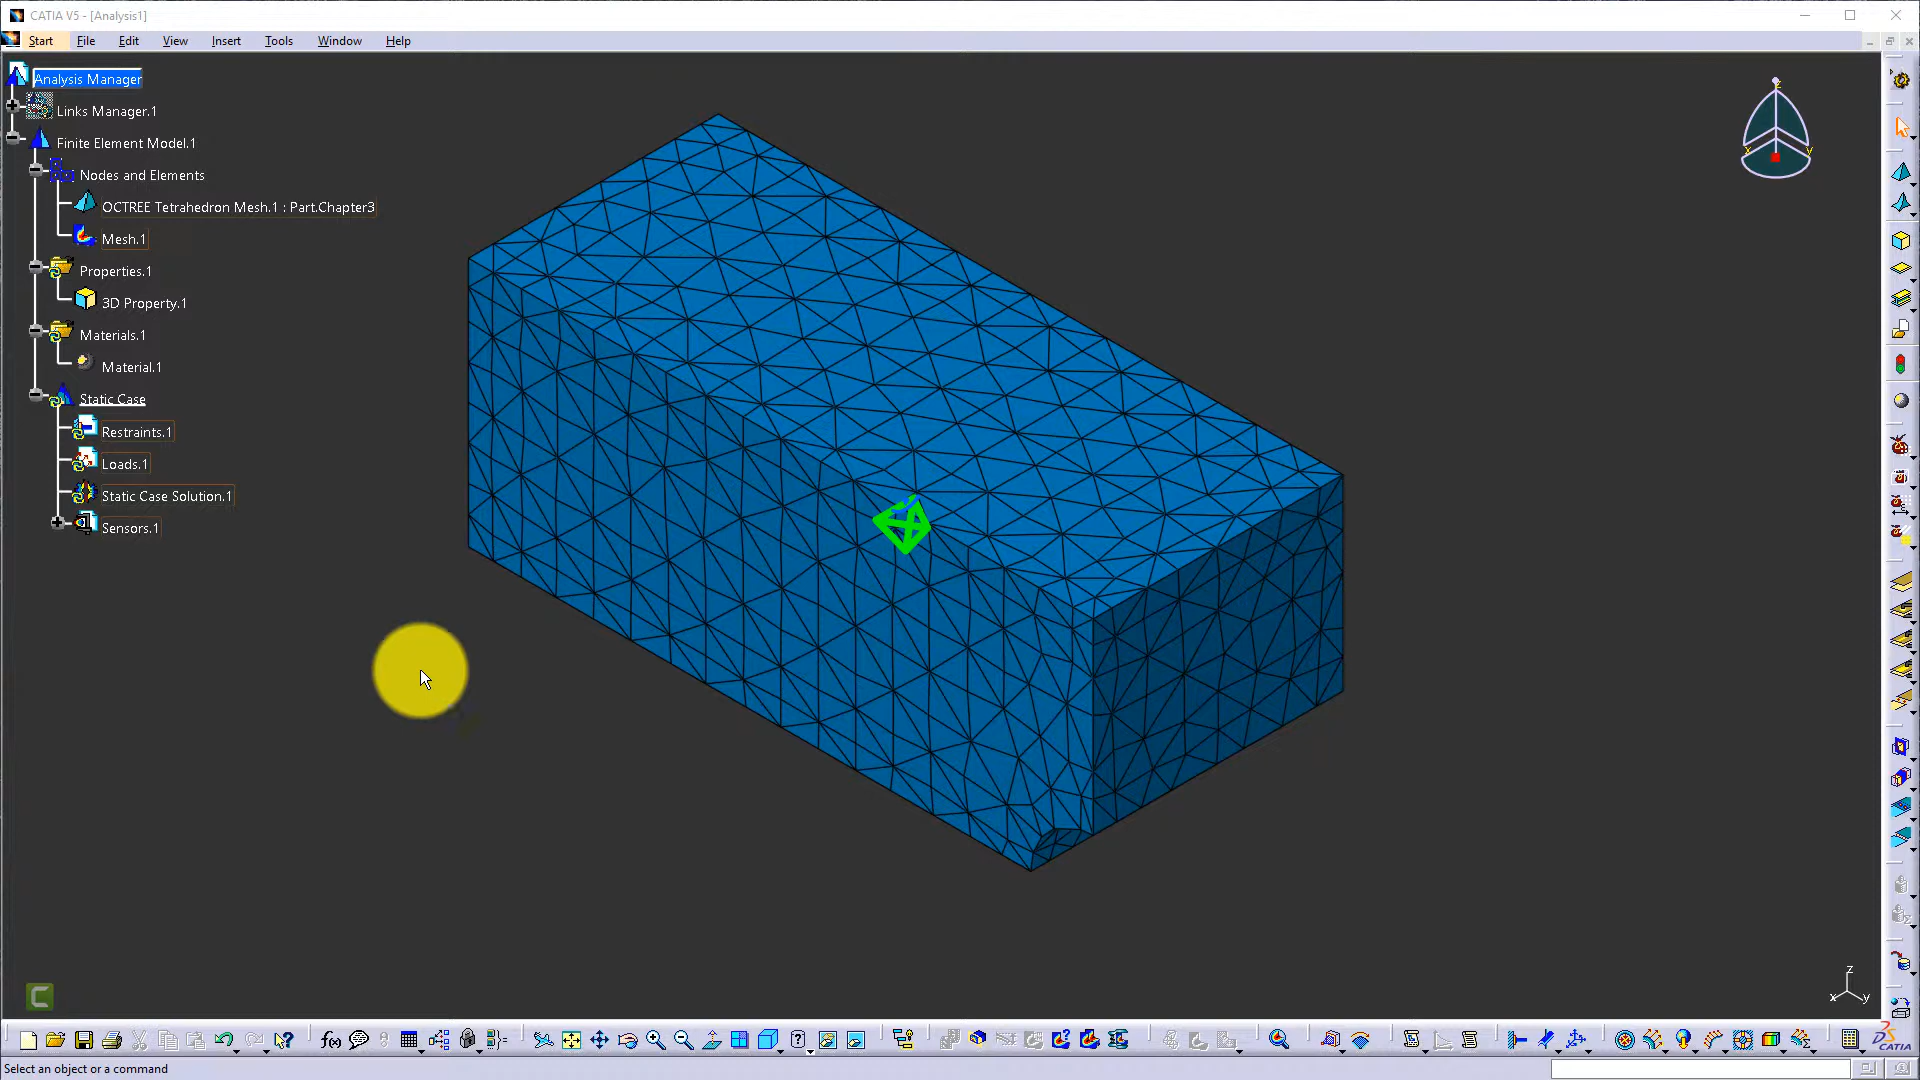 CATIA V5 - [Analysis1]
Start File Edit View Insert Tools Window Help
Analysis Manager
Links Manager.1
Finite Element Model.1
Nodes and Elements
OCTREE Tetrahedron Mesh.1 : Part.Chapter3
Mesh.1
Properties.1
3D Property.1
Materials.1
Material.1
Static Case
Restraints.1
Loads.1
Static Case Solution.1
Sensors.1
z
x y
z
x y
f(x)
CATIA
Select an object or a command